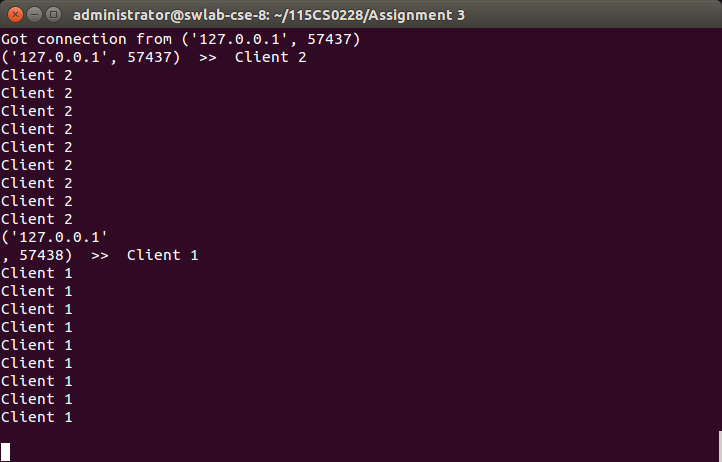 administrator@swlab-cse-8: ~/115CS0228/Assignment 3
Got connection from ('127.0.0.1', 57437)
('127.0.0.1', 57437)  >>  Client 2
Client 2
Client 2
Client 2
Client 2
Client 2
Client 2
Client 2
Client 2
Client 2
('127.0.0.1'
, 57438)  >>  Client 1
Client 1
Client 1
Client 1
Client 1
Client 1
Client 1
Client 1
Client 1
Client 1